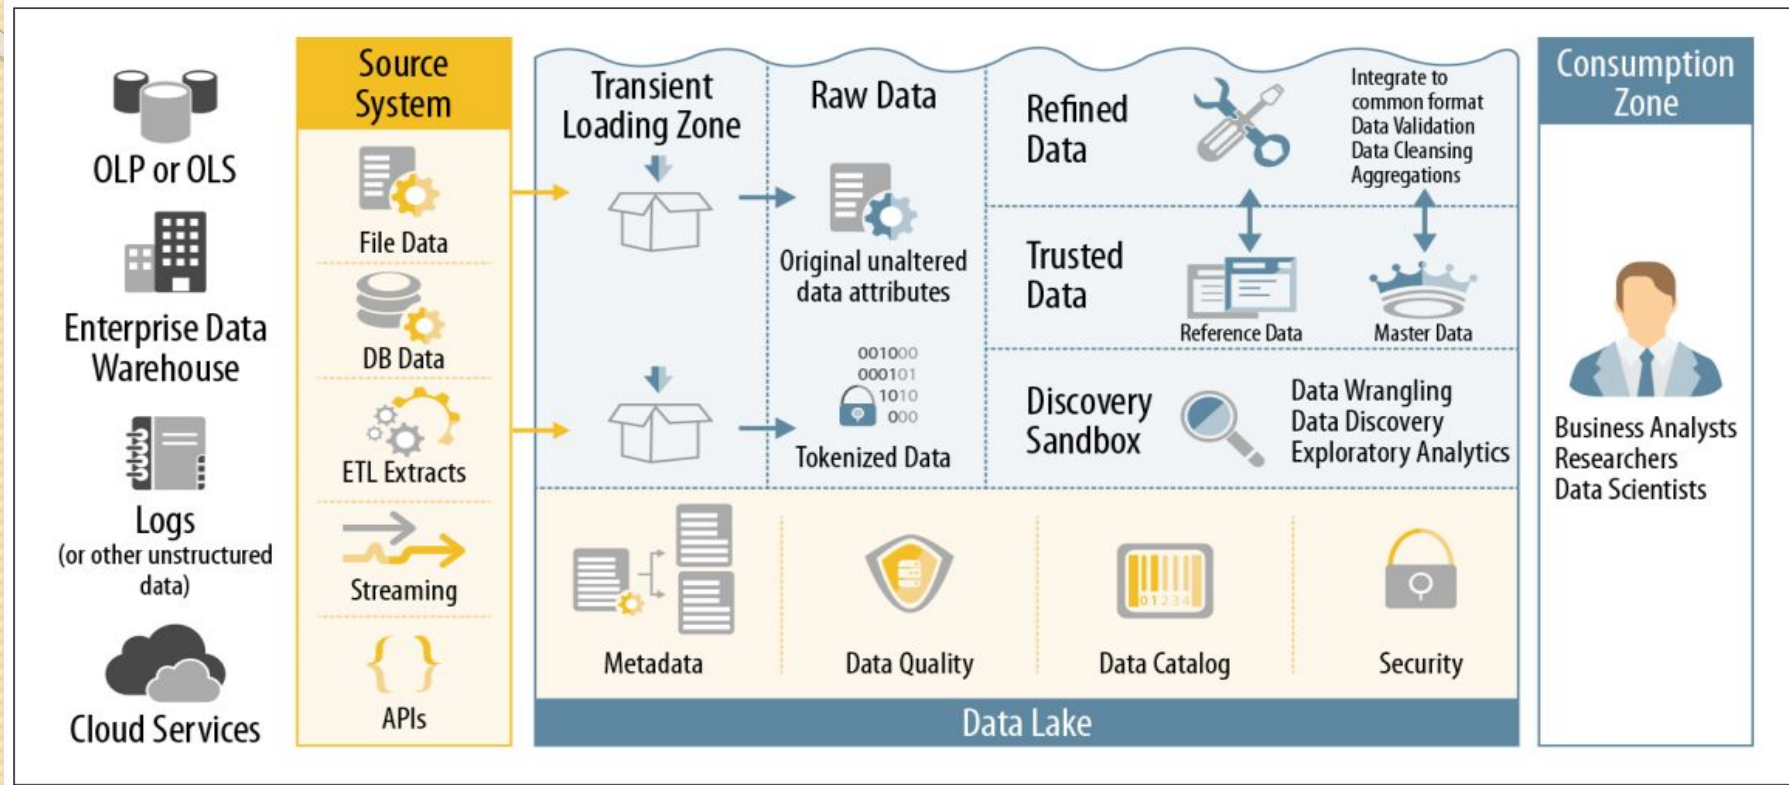 OLP or OLS
Enterprise Data
Warehouse
Logs
(or other unstructured
data)
Cloud Services
Source
System
File Data
DB Data
ETL Extracts
Streaming
APIs
Transient
Loading Zone
Raw Data
Original unaltered
data attributes
001000
000101
1010
000
Tokenized Data
Refined
Data
Integrate to
common format
Data Validation
Data Cleansing
Aggregations
Trusted
Data
Reference Data
Master Data
Discovery
Sandbox
Data Wrangling
Data Discovery
Exploratory Analytics
Metadata
Data Quality
01234
Data Catalog
Security
Data Lake
Consumption
Zone
Business Analysts
Researchers
Data Scientists